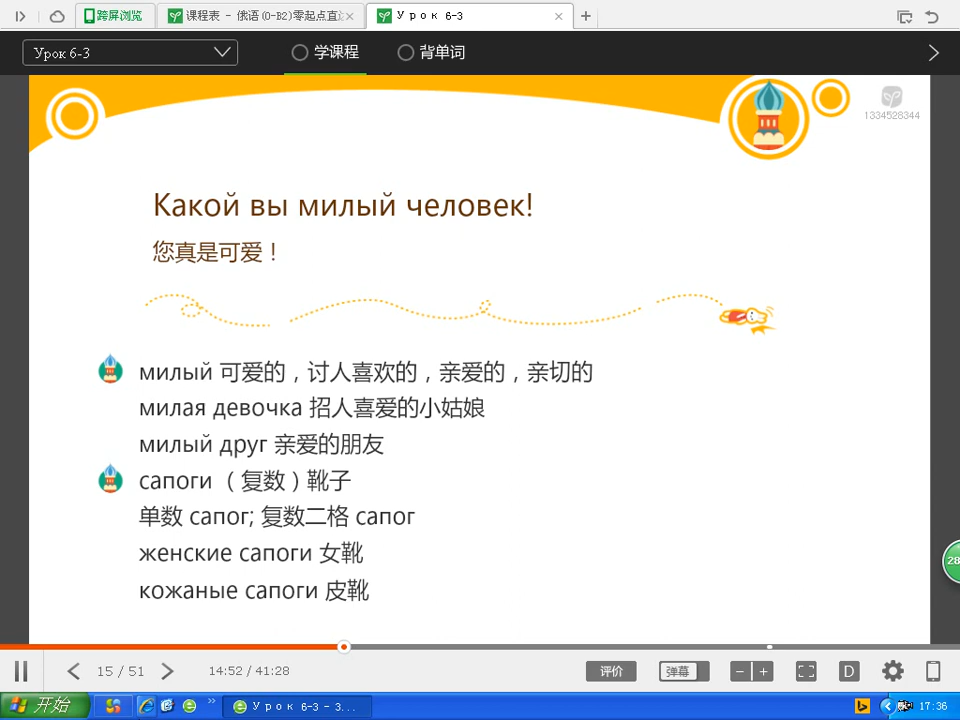 跨屏浏览
课程表 - 俄语(0-B2)零起点直
Урок 6-3
Урок 6-3
学课程
背单词
1334528344
Какой вы милый человек!
您真是可爱！
милый 可爱的，讨人喜欢的，亲爱的，亲切的
милая девочка 招人喜爱的小姑娘
милый друг 亲爱的朋友
сапоги （复数）靴子
单数 сапог; 复数二格 сапог
женские сапоги 女靴
кожаные сапоги 皮靴
28
15 / 51
14:52 / 41:28
评价
弹幕
D
开始
Урок 6-3 - 3...
17:36